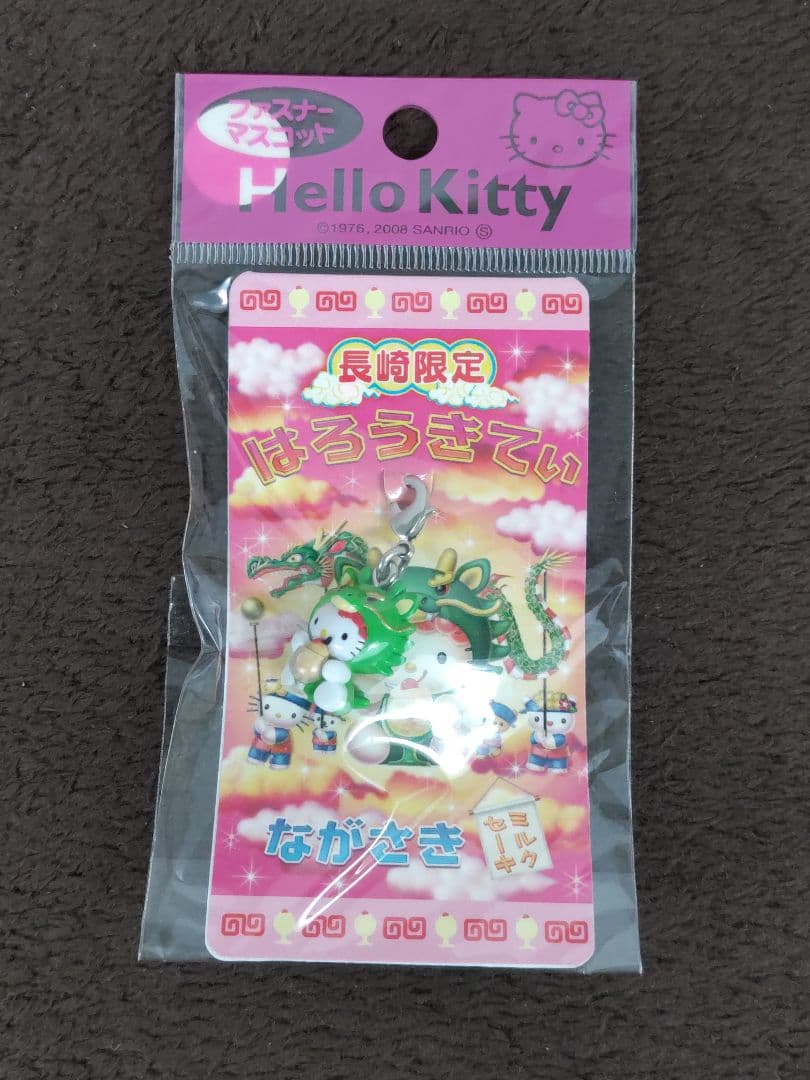 ファスナー
マスコット
Hello Kitty
©1976, 2008 SANRIO Ⓢ
長崎限定
はろうきてぃ
ながさき
ミルク
セーキ